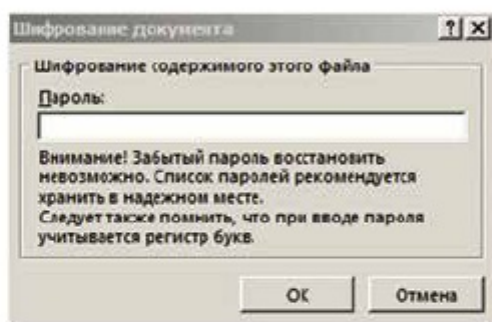 Шифрование документа
Шифрование содержимого этого файла
Пароль:
Внимание! Забытый пароль восстановить
невозможно. Список паролей рекомендуется
хранить в надежном месте.
Следует также помнить, что при вводе пароля
учитывается регистр букв.
ОК Отмена